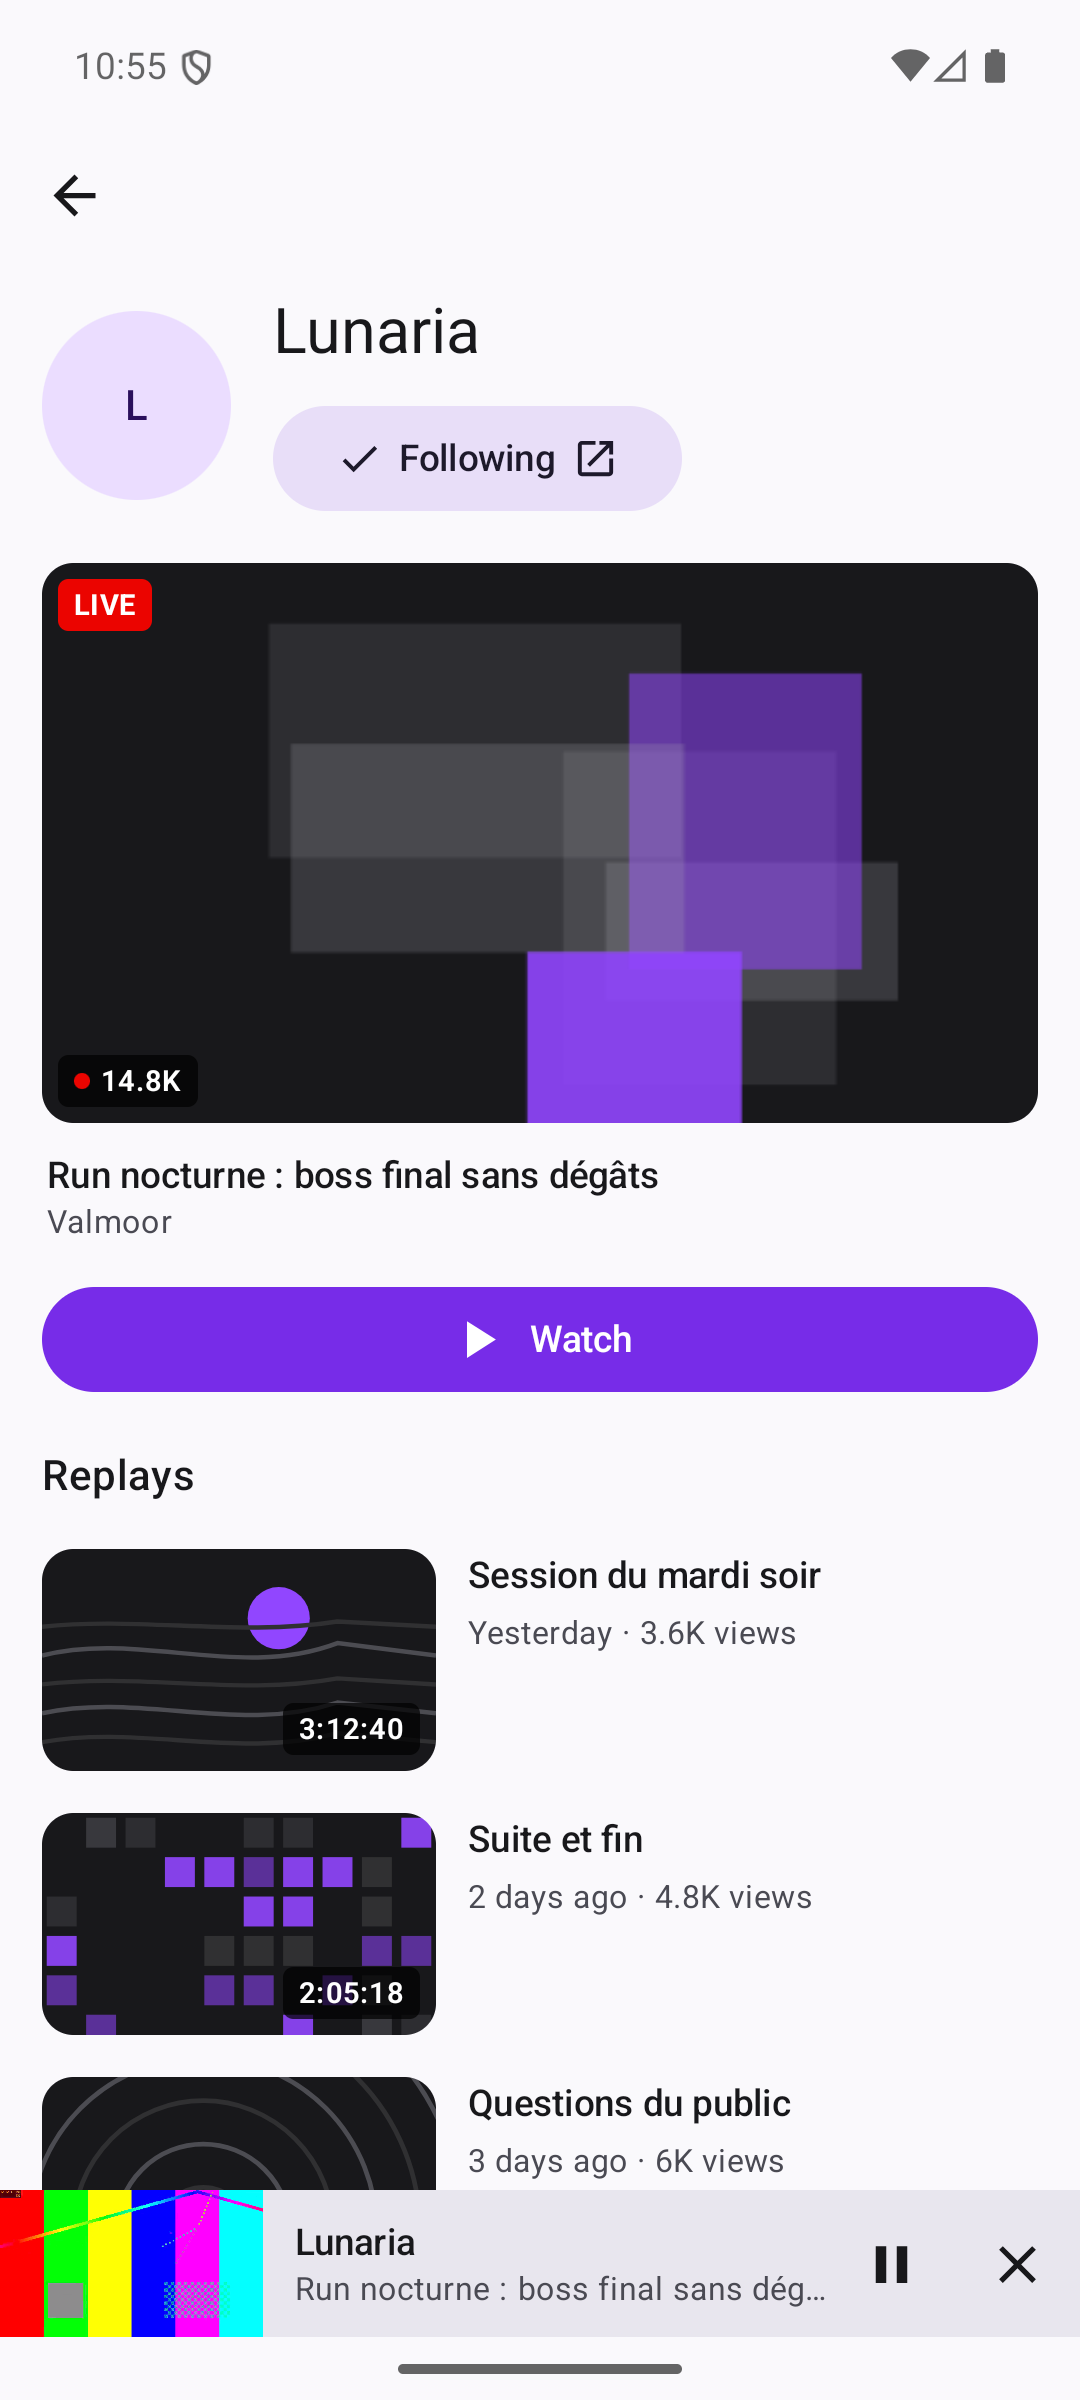 10:55
Lunaria
L
Following
LIVE
14.8K
Run nocturne : boss final sans dégâts
Valmoor
Watch
Replays
Session du mardi soir
Yesterday · 3.6K views
3:12:40
Suite et fin
2 days ago · 4.8K views
2:05:18
Questions du public
3 days ago · 6K views
Lunaria
Run nocturne : boss final sans dég…